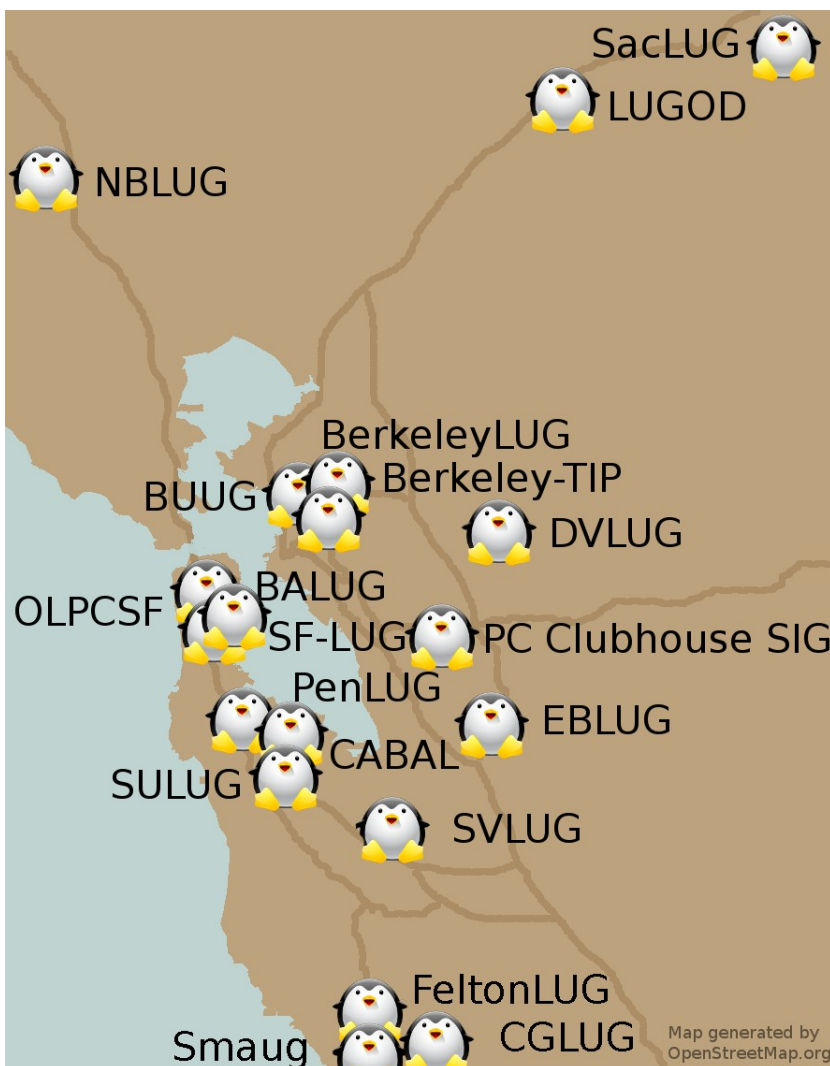 SacLUG
LUGOD
NBLUG
BerkeleyLUG
Berkeley-TIP
BUUG
DVLUG
BALUG
OLPCSF
SF-LUG
PC Clubhouse SIG
PenLUG
EBLUG
CABAL
SULUG
SVLUG
FeltonLUG
CGLUG
Smaug
Map generated by
OpenStreetMap.org